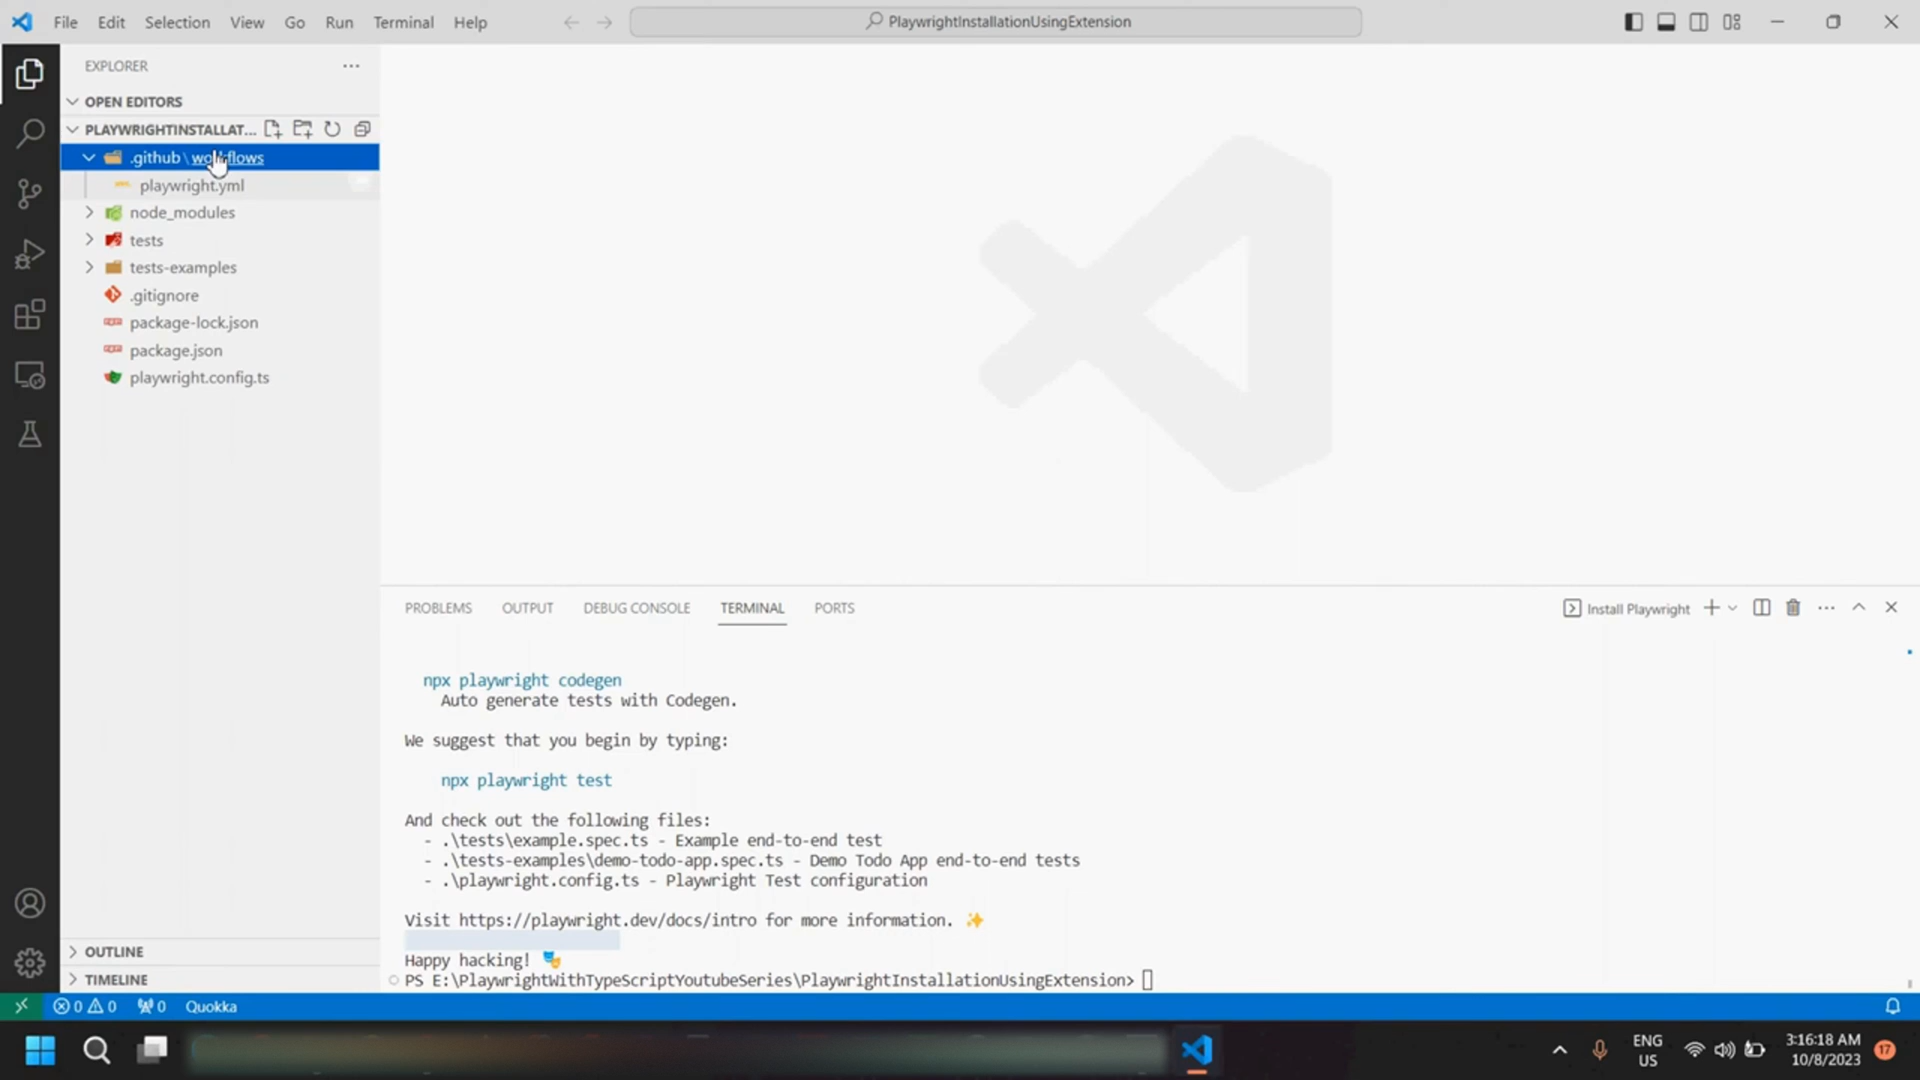 File Edit Selection View Go Run Terminal Help
PlaywrightInstallationUsingExtension
EXPLORER
OPEN EDITORS
PLAYWRIGHTINSTALLAT...
.github \ workflows
playwright.yml
node_modules
tests
tests-examples
.gitignore
package-lock.json
package.json
playwright.config.ts
OUTLINE
TIMELINE
PROBLEMS OUTPUT DEBUG CONSOLE TERMINAL PORTS
Install Playwright
npx playwright codegen
Auto generate tests with Codegen.
We suggest that you begin by typing:
npx playwright test
And check out the following files:
- .\tests\example.spec.ts - Example end-to-end test
- .\tests-examples\demo-todo-app.spec.ts - Demo Todo App end-to-end tests
- .\playwright.config.ts - Playwright Test configuration
Visit https://playwright.dev/docs/intro for more information. ✨
Happy hacking! 🎭
PS E:\PlaywrightWithTypeScriptYoutubeSeries\PlaywrightInstallationUsingExtension>
0 0 0 Quokka
ENG
US
3:16:18 AM
10/8/2023
17